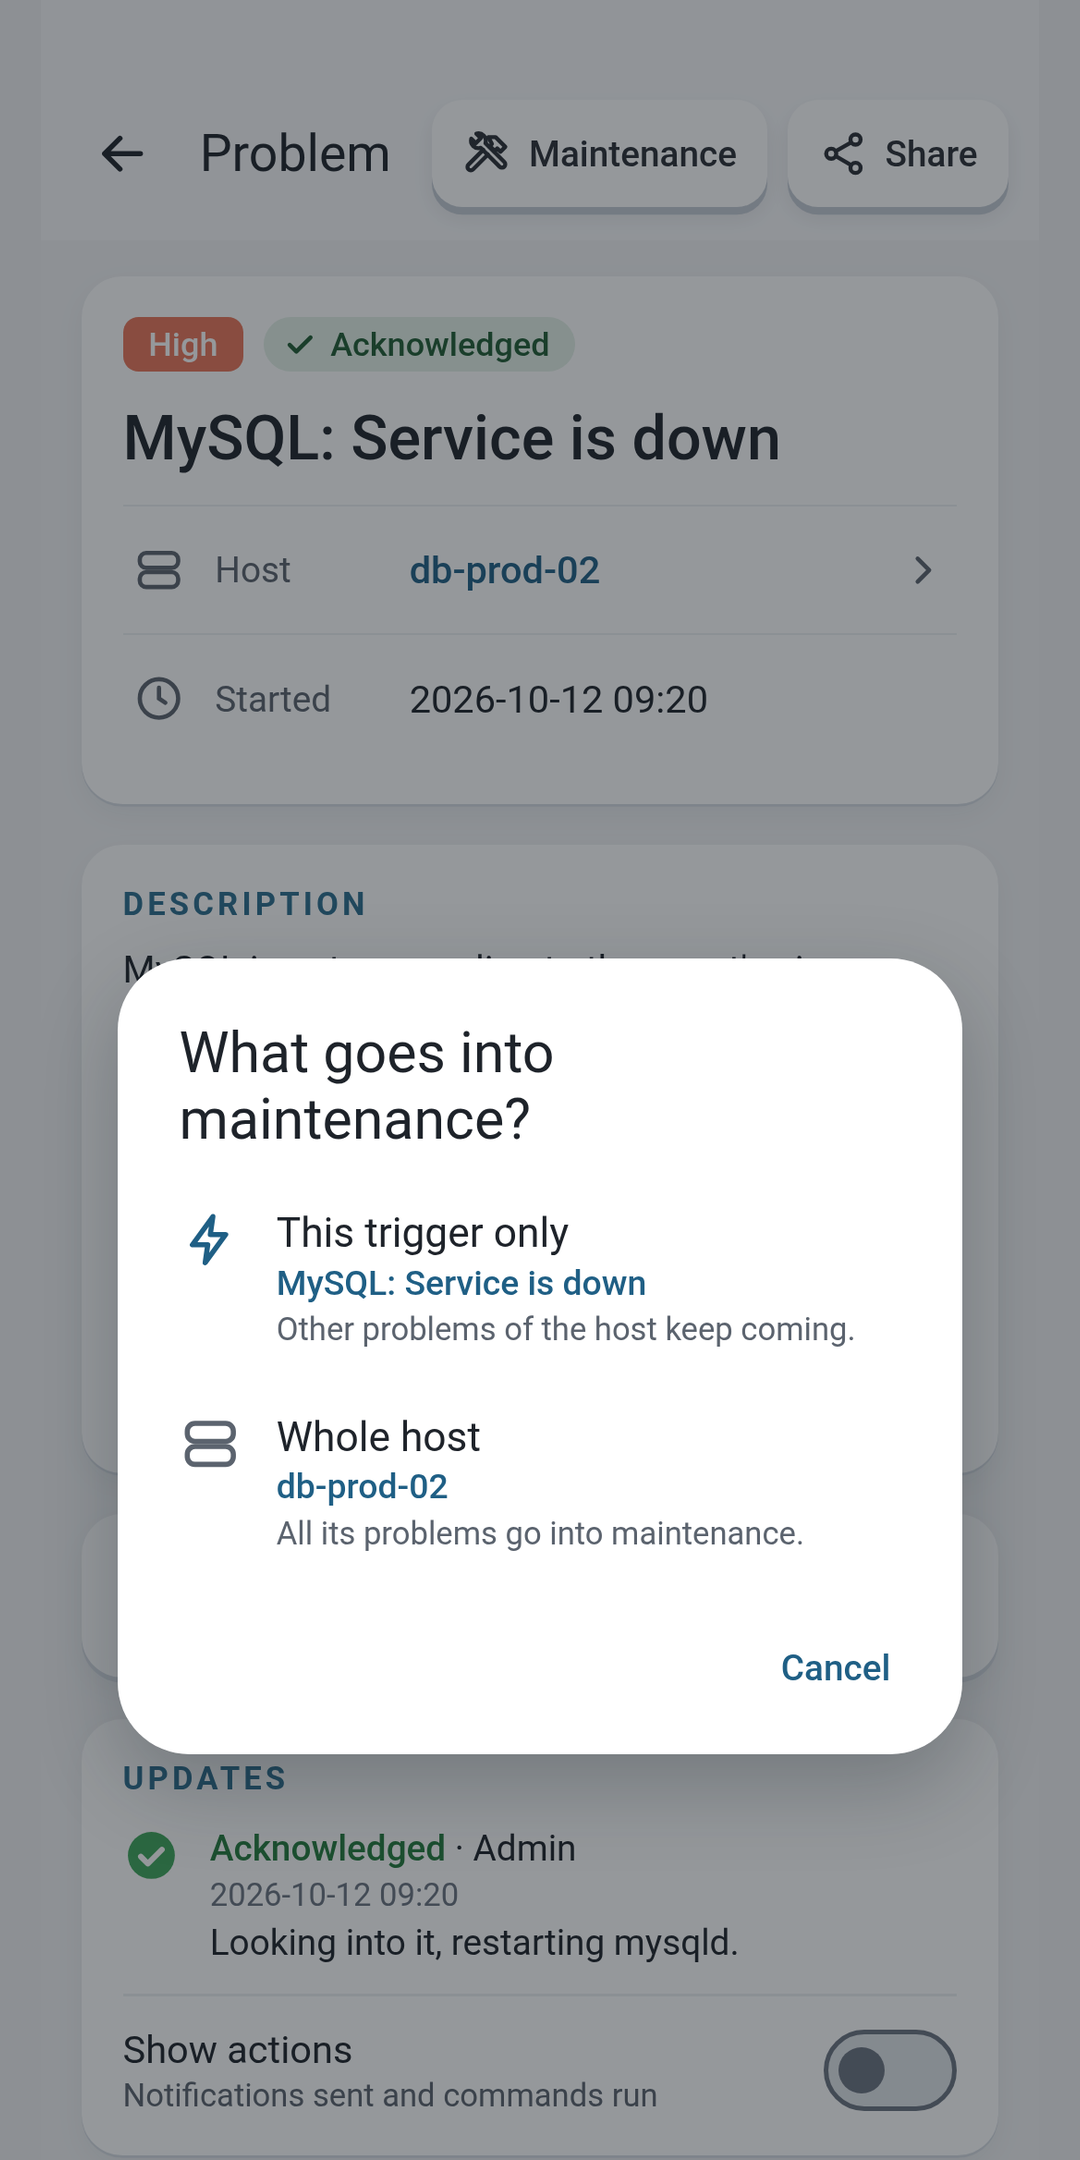 Problem
Maintenance
Share
High
Acknowledged
MySQL: Service is down
Host
db-prod-02
Started
2026-10-12 09:20
DESCRIPTION
What goes into
maintenance?
This trigger only
MySQL: Service is down
Other problems of the host keep coming.
Whole host
db-prod-02
All its problems go into maintenance.
Cancel
UPDATES
Acknowledged · Admin
2026-10-12 09:20
Looking into it, restarting mysqld.
Show actions
Notifications sent and commands run